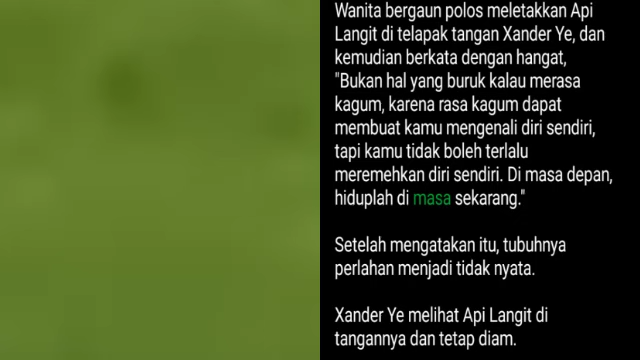 Wanita bergaun polos meletakkan Api
Langit di telapak tangan Xander Ye, dan
kemudian berkata dengan hangat,
"Bukan hal yang buruk kalau merasa
kagum, karena rasa kagum dapat
membuat kamu mengenali diri sendiri,
tapi kamu tidak boleh terlalu
meremehkan diri sendiri. Di masa depan,
hiduplah di masa sekarang."
Setelah mengatakan itu, tubuhnya
perlahan menjadi tidak nyata.
Xander Ye melihat Api Langit di
tangannya dan tetap diam.